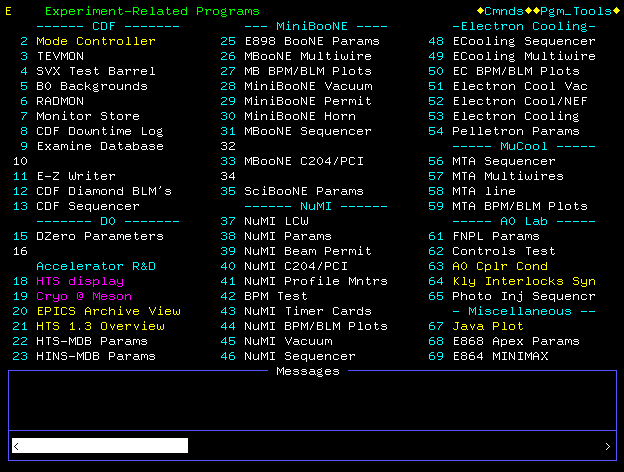 E Experiment-Related Programs ◆Cmnds◆◆Pgm_Tools◆
------ CDF -------
2 Mode Controller
3 TEVMON
4 SVX Test Barrel
5 B0 Backgrounds
6 RADMON
7 Monitor Store
8 CDF Downtime Log
9 Examine Database
10
11 E-Z Writer
12 CDF Diamond BLM's
13 CDF Sequencer
------- D0 -------
15 DZero Parameters
16
Accelerator R&D
18 HTS display
19 Cryo @ Meson
20 EPICS Archive View
21 HTS 1.3 Overview
22 HTS-MDB Params
23 HINS-MDB Params
--- MiniBooNE ----
25 E898 BooNE Params
26 MBooNE Multiwire
27 MB BPM/BLM Plots
28 MiniBooNE Vacuum
29 MiniBooNE Permit
30 MiniBooNE Horn
31 MBooNE Sequencer
32
33 MBooNE C204/PCI
34
35 SciBooNE Params
------ NuMI ------
37 NuMI LCW
38 NuMI Params
39 NuMI Beam Permit
40 NuMI C204/PCI
41 NuMI Profile Mntrs
42 BPM Test
43 NuMI Timer Cards
44 NuMI BPM/BLM Plots
45 NuMI Vacuum
46 NuMI Sequencer
-Electron Cooling-
48 ECooling Sequencer
49 ECooling Multiwire
50 EC BPM/BLM Plots
51 Electron Cool Vac
52 Electron Cool/NEF
53 Electron Cooling
54 Pelletron Params
----- MuCool -----
56 MTA Sequencer
57 MTA Multiwires
58 MTA line
59 MTA BPM/BLM Plots
----- A0 Lab -----
61 FNPL Params
62 Controls Test
63 A0 Cplr Cond
64 Kly Interlocks Syn
65 Photo Inj Sequencr
- Miscellaneous --
67 Java Plot
68 E868 Apex Params
69 E864 MINIMAX
Messages
< >